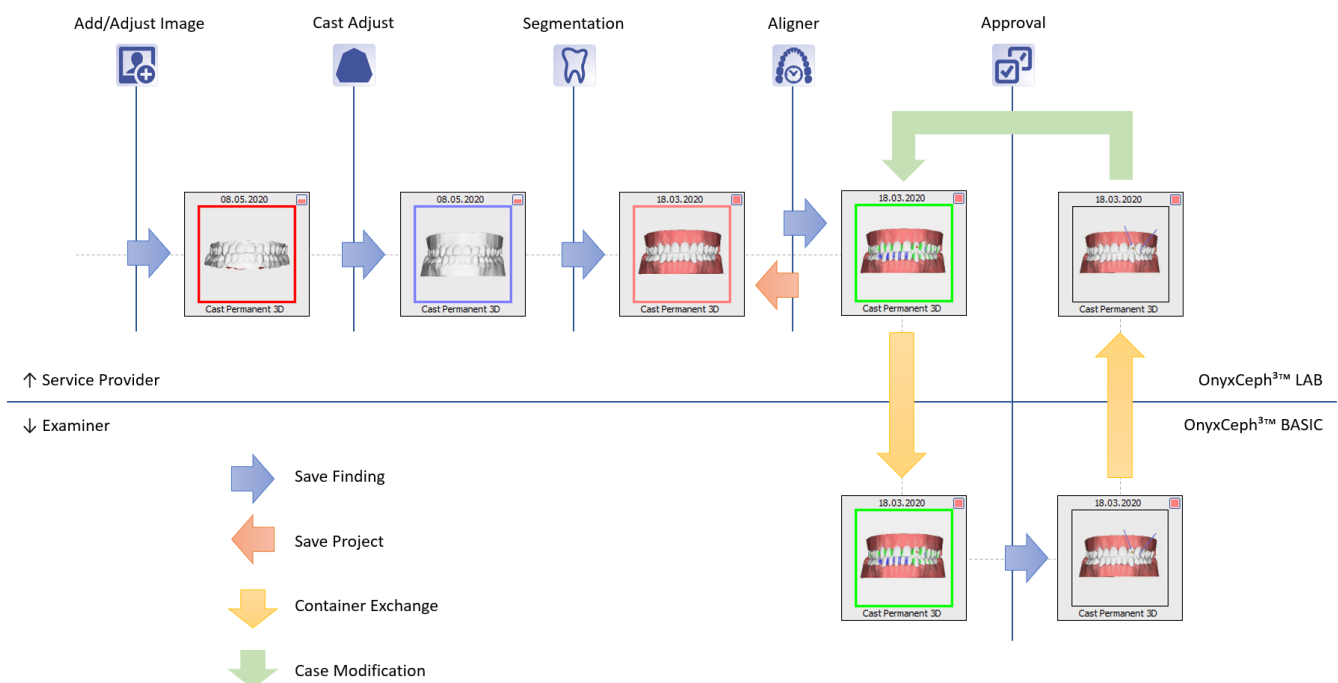 Add/Adjust Image
Cast Adjust
Segmentation
Aligner
Approval
08.05.2020
Cast Permanent 3D
08.05.2020
Cast Permanent 3D
18.03.2020
Cast Permanent 3D
18.03.2020
Cast Permanent 3D
18.03.2020
Cast Permanent 3D
↑ Service Provider
OnyxCeph³™ LAB
↓ Examiner
OnyxCeph³™ BASIC
Save Finding
Save Project
Container Exchange
Case Modification
18.03.2020
Cast Permanent 3D
18.03.2020
Cast Permanent 3D